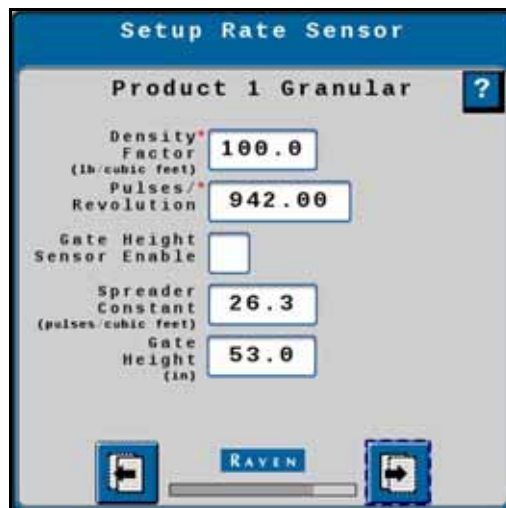 Setup Rate Sensor
Product 1 Granular
?
Density*
Factor
(lb/cubic feet)
100.0
Pulses/*
Revolution
942.00
Gate Height
Sensor Enable
Spreader
Constant
(pulses/cubic feet)
26.3
Gate
Height
(in)
53.0
RAVEN